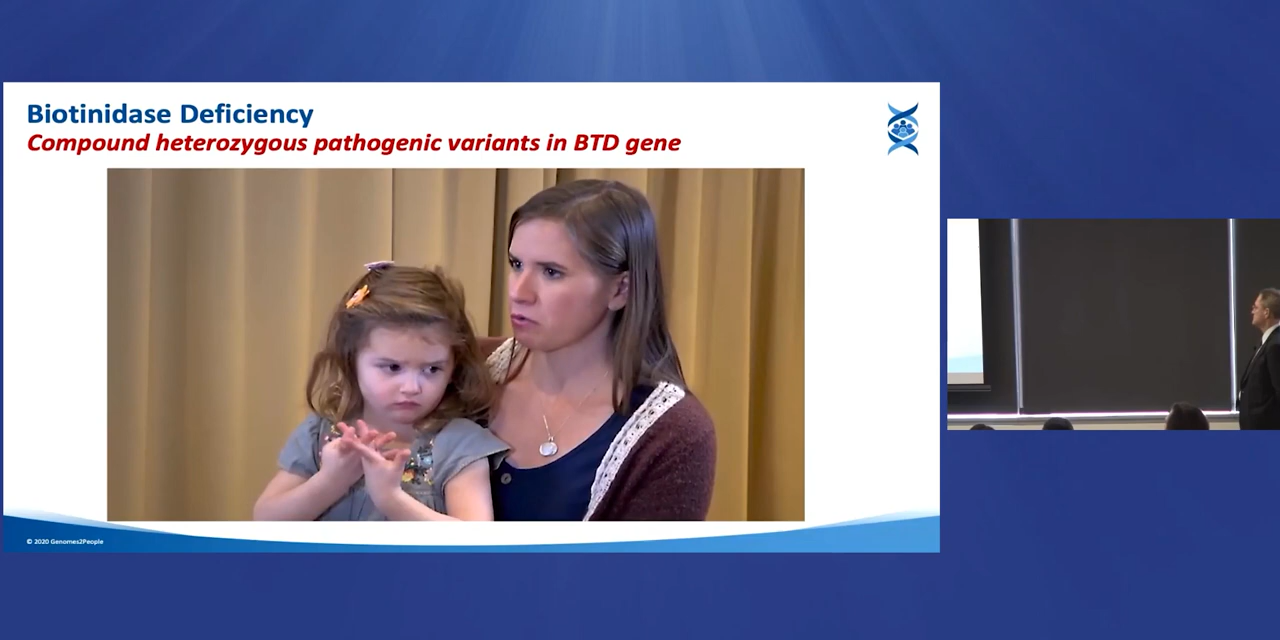 Biotinidase Deficiency
Compound heterozygous pathogenic variants in BTD gene
© 2020 Genomes2People